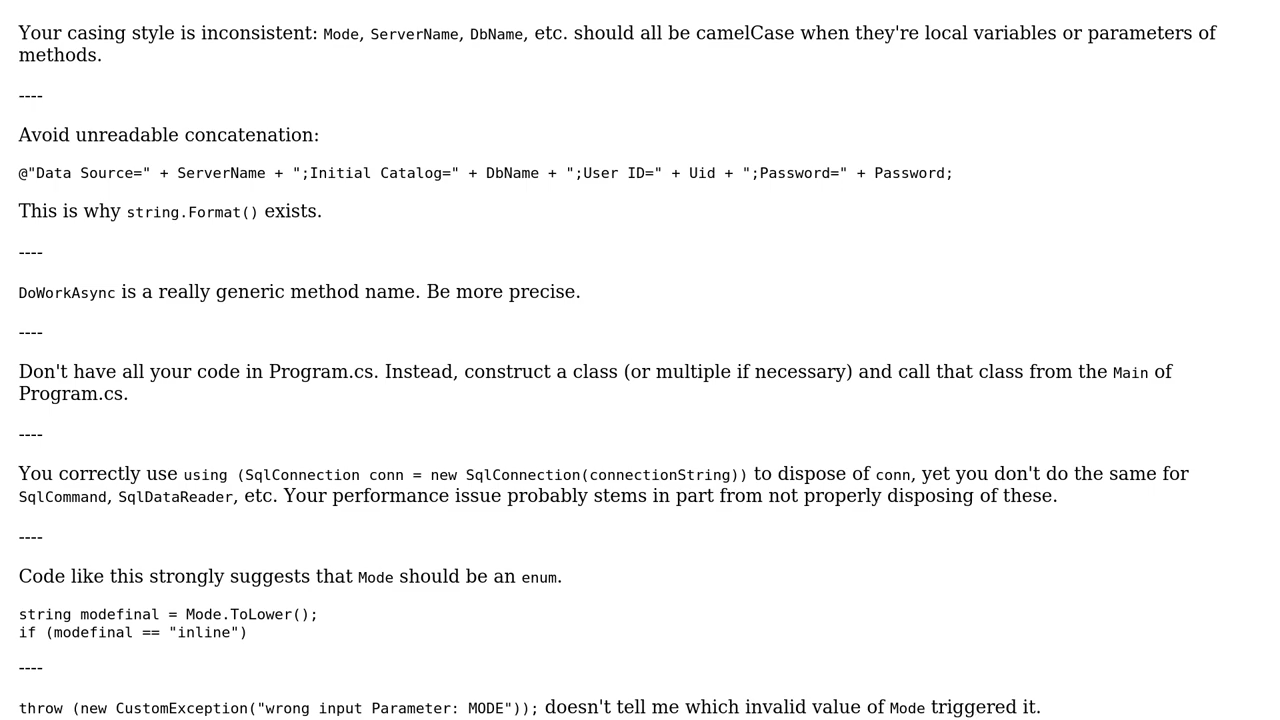 Your casing style is inconsistent: Mode, ServerName, DbName, etc. should all be camelCase when they're local variables or parameters of
methods.
----
Avoid unreadable concatenation:
@"Data Source=" + ServerName + ";Initial Catalog=" + DbName + ";User ID=" + Uid + ";Password=" + Password;
This is why string.Format() exists.
----
DoWorkAsync is a really generic method name. Be more precise.
----
Don't have all your code in Program.cs. Instead, construct a class (or multiple if necessary) and call that class from the Main of
Program.cs.
----
You correctly use using (SqlConnection conn = new SqlConnection(connectionString)) to dispose of conn, yet you don't do the same for
SqlCommand, SqlDataReader, etc. Your performance issue probably stems in part from not properly disposing of these.
----
Code like this strongly suggests that Mode should be an enum.
string modefinal = Mode.ToLower();
if (modefinal == "inline")
----
throw (new CustomException("wrong input Parameter: MODE")); doesn't tell me which invalid value of Mode triggered it.